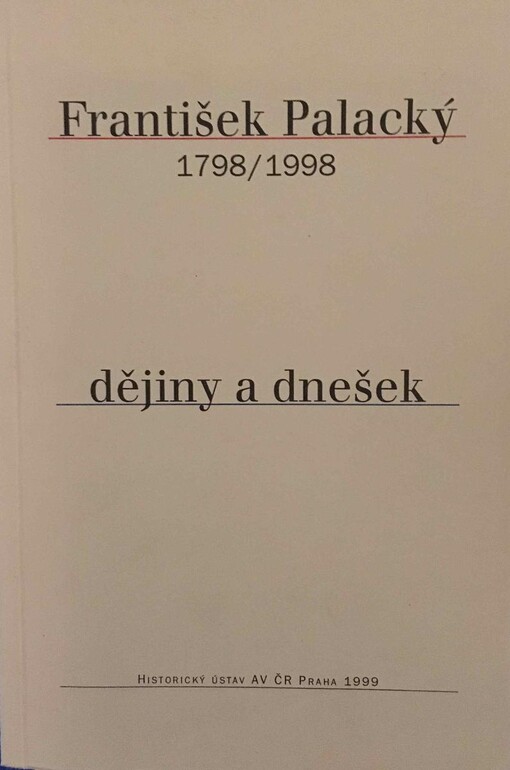 František Palacký
1798/1998
dějiny a dnešek
Historický ústav AV ČR Praha 1999